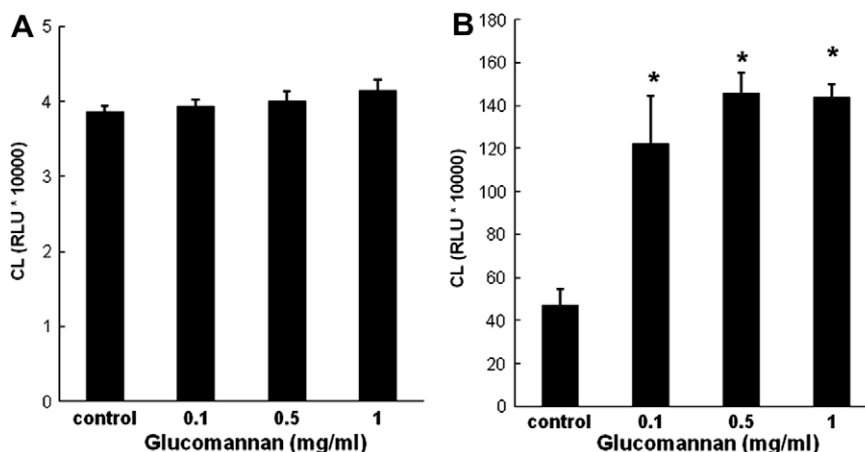 A
CL (RLU * 10000)
5
4
3
2
1
0
control 0.1 0.5 1
Glucomannan (mg/ml)
B
CL (RLU * 10000)
180
160
140
120
100
80
60
40
20
0
* * *
control 0.1 0.5 1
Glucomannan (mg/ml)